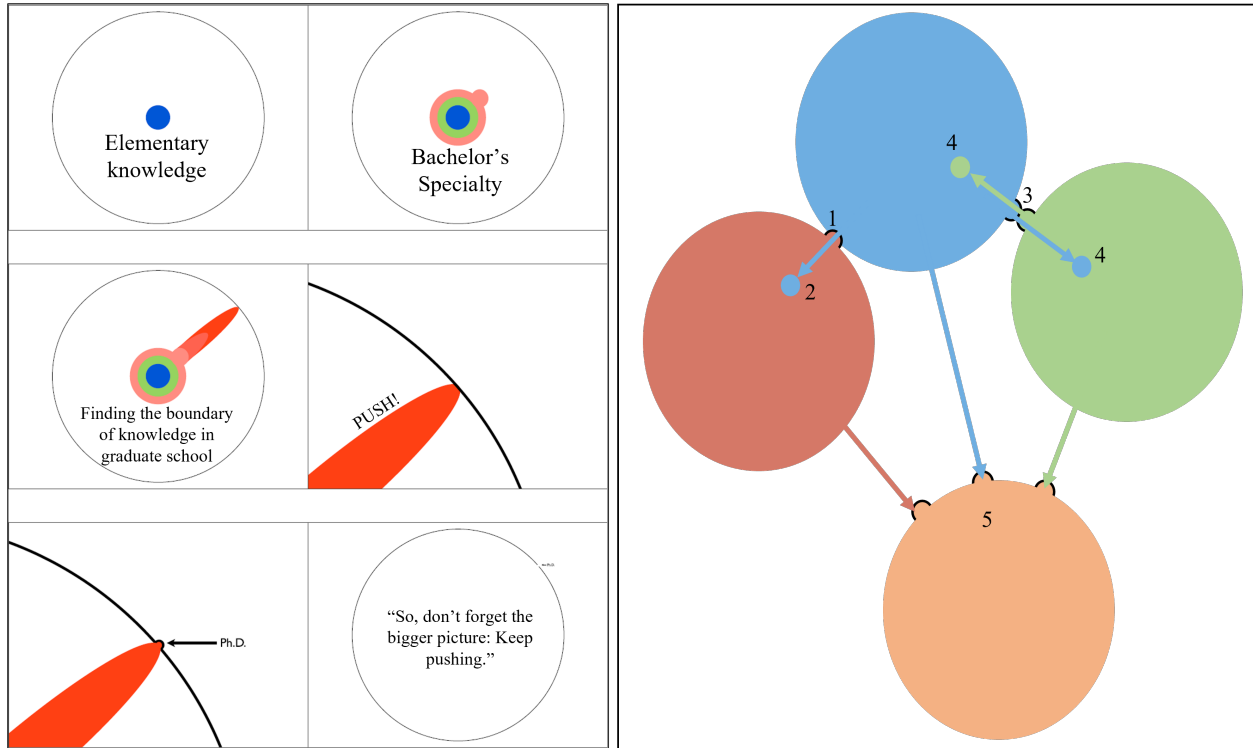 Elementary
knowledge
Bachelor’s
Specialty
Finding the boundary
of knowledge in
graduate school
PUSH!
Ph.D.
“So, don’t forget the
bigger picture: Keep
pushing.”
4
3
1
4
2
5